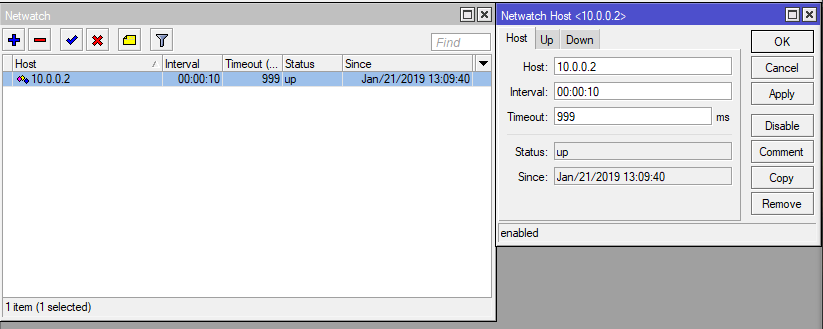 Netwatch
Find
Host Interval Timeout (... Status Since
10.0.0.2 00:00:10 999 up Jan/21/2019 13:09:40
1 item (1 selected)
Netwatch Host <10.0.0.2>
Host Up Down
Host: 10.0.0.2
Interval: 00:00:10
Timeout: 999 ms
Status: up
Since: Jan/21/2019 13:09:40
OK
Cancel
Apply
Disable
Comment
Copy
Remove
enabled